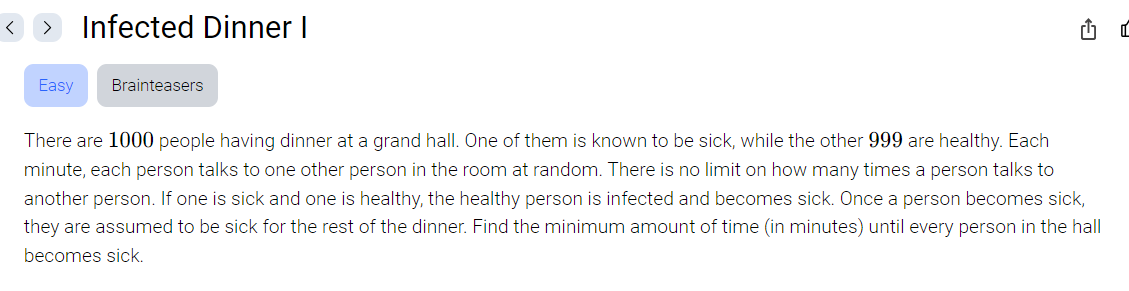 Infected Dinner I
Easy
Brainteasers
There are 1000 people having dinner at a grand hall. One of them is known to be sick, while the other 999 are healthy. Each
minute, each person talks to one other person in the room at random. There is no limit on how many times a person talks to
another person. If one is sick and one is healthy, the healthy person is infected and becomes sick. Once a person becomes sick,
they are assumed to be sick for the rest of the dinner. Find the minimum amount of time (in minutes) until every person in the hall
becomes sick.